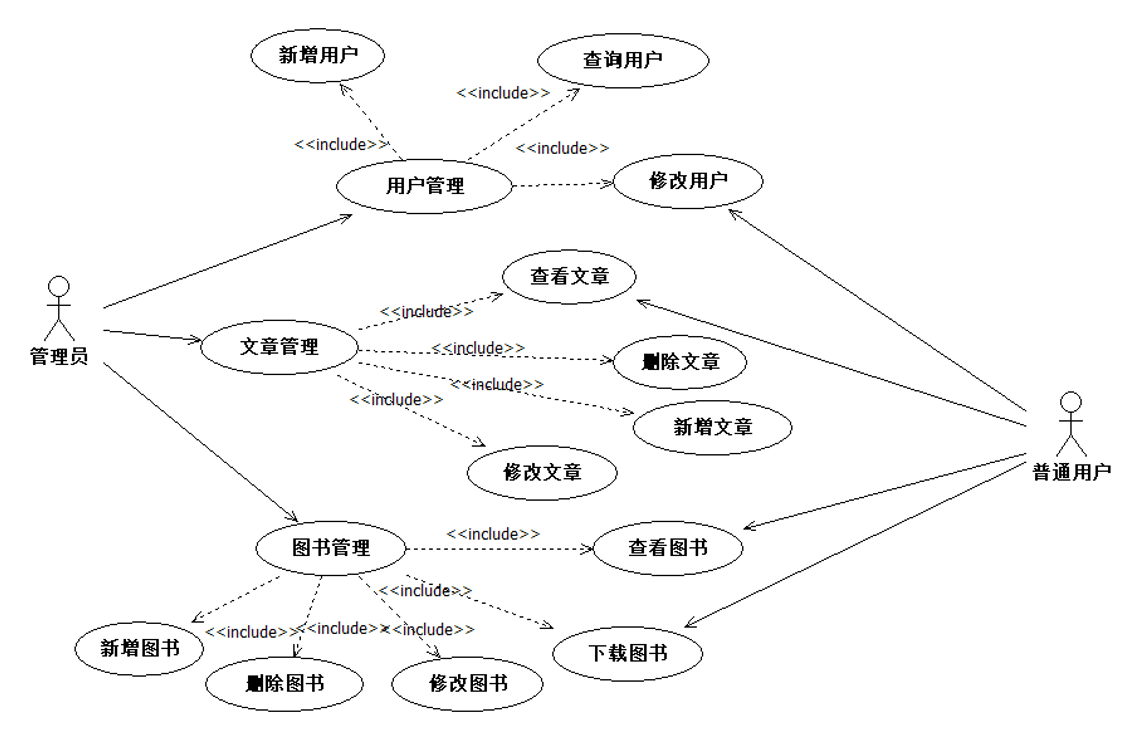 新增用户
查询用户
<<include>>
<<include>>
<<include>>
用户管理
修改用户
查看文章
<<include>>
文章管理
<<include>>
删除文章
管理员
<<include>>
<<include>>
新增文章
修改文章
普通用户
<<include>>
图书管理
查看图书
<<include>>
<<include>>
<<include>>
<<include>>
新增图书
下载图书
删除图书
修改图书